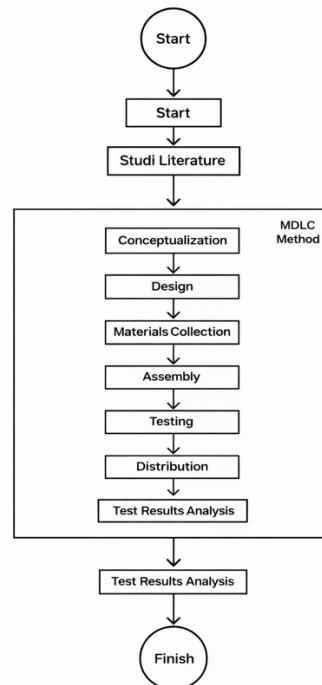 Start
Start
Studi Literature
MDLC
Method
Conceptualization
Design
Materials Collection
Assembly
Testing
Distribution
Test Results Analysis
Test Results Analysis
Finish